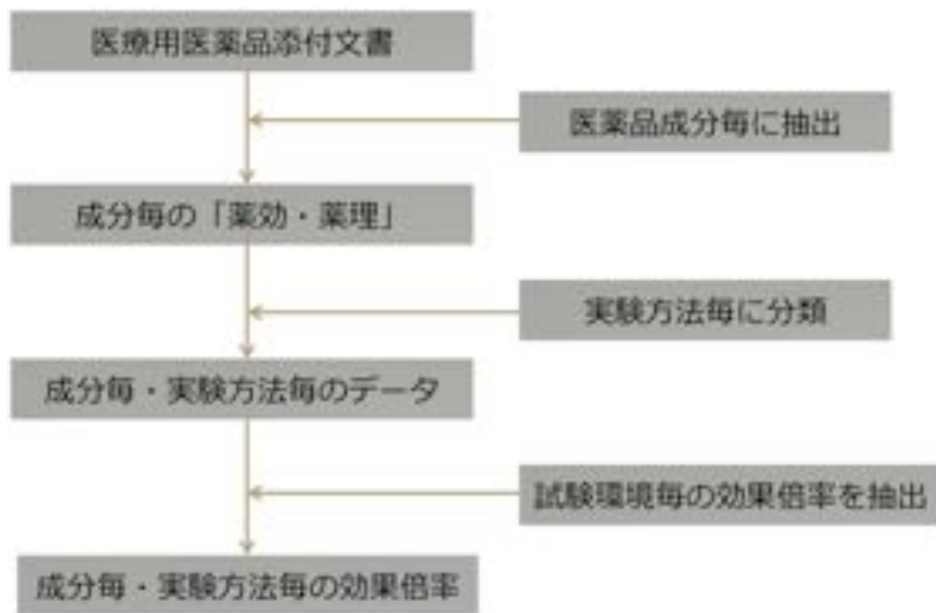 医療用医薬品添付文書
医薬品成分毎に抽出
成分毎の「薬効・薬理」
実験方法毎に分類
成分毎・実験方法毎のデータ
試験環境毎の効果倍率を抽出
成分毎・実験方法毎の効果倍率